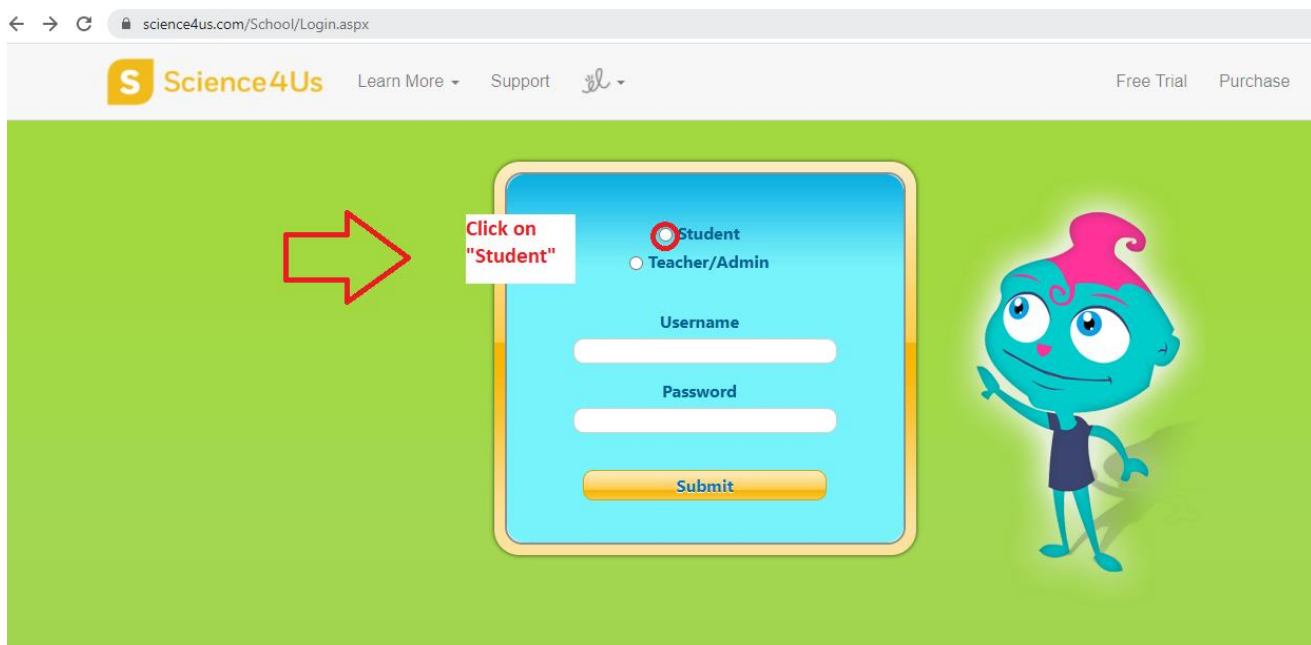 science4us.com/School/Login.aspx
S Science4Us Learn More Support Free Trial Purchase
Click on
"Student"
Student
Teacher/Admin
Username
Password
Submit